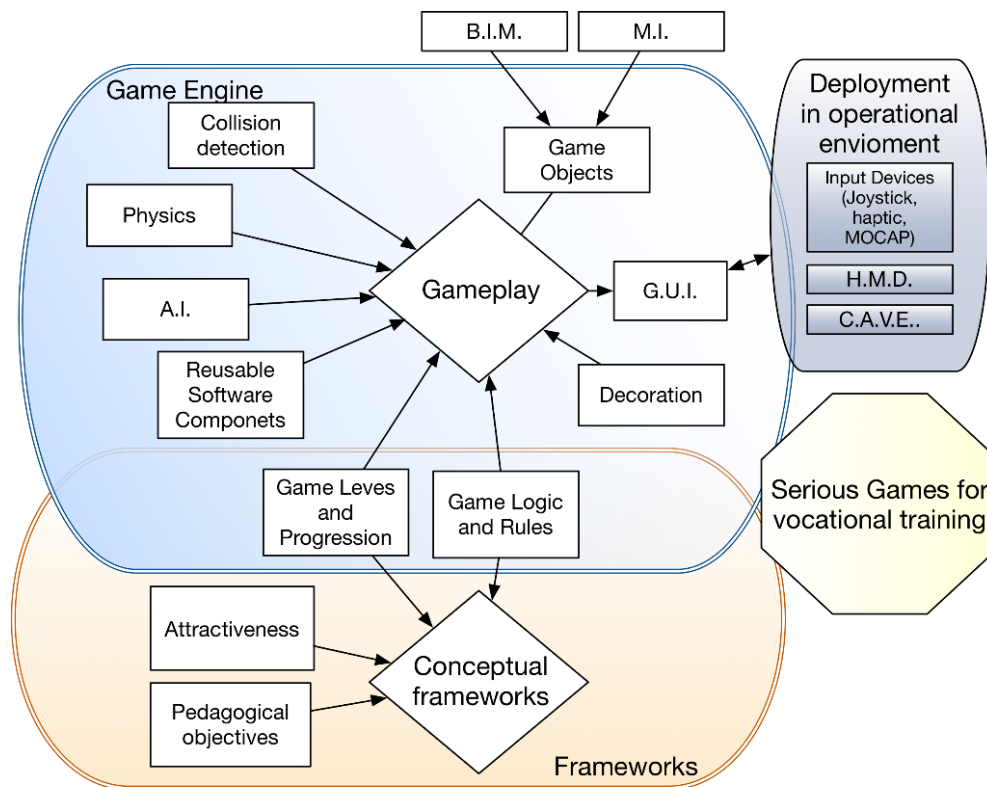 B.I.M.
M.I.
Game Engine
Collision
detection
Game
Objects
Deployment
in operational
envioment
Input Devices
(Joystick,
haptic,
MOCAP)
H.M.D.
C.A.V.E..
Physics
Gameplay
G.U.I.
A.I.
Reusable
Software
Componets
Decoration
Serious Games for
vocational training
Game Leves
and
Progression
Game Logic
and Rules
Attractiveness
Conceptual
frameworks
Pedagogical
objectives
Frameworks